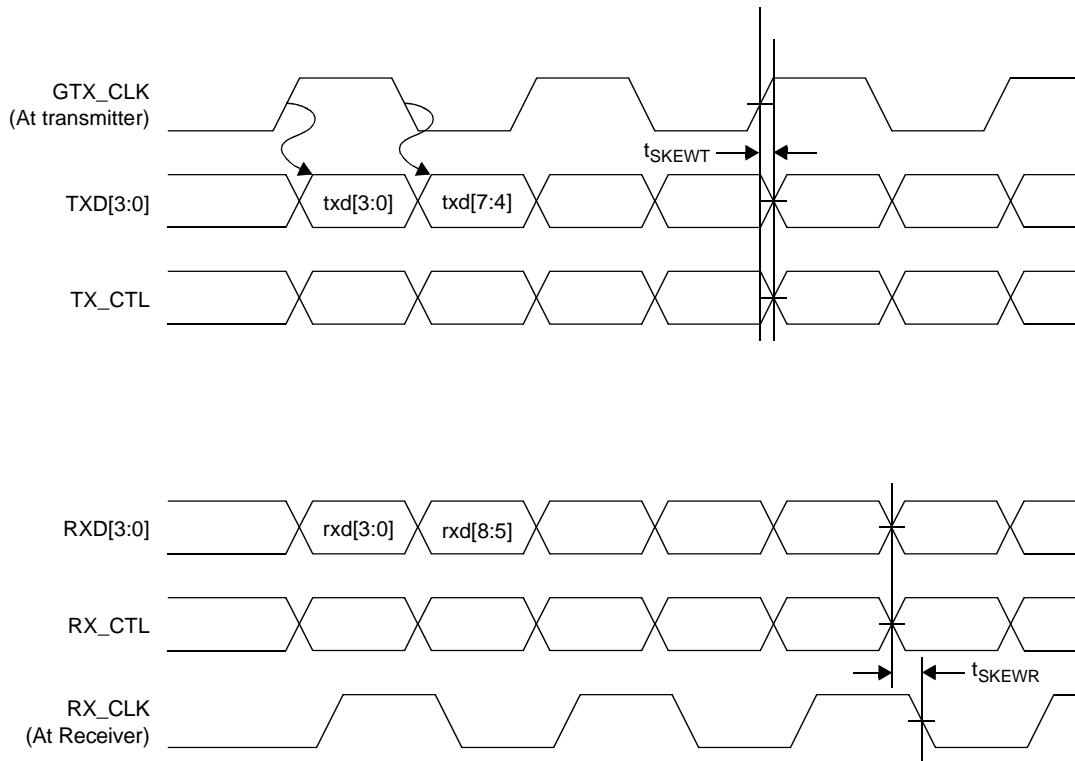 GTX_CLK
(At transmitter)
tSKEWT
TXD[3:0]
txd[3:0]
txd[7:4]
TX_CTL
RXD[3:0]
rxd[3:0]
rxd[8:5]
RX_CTL
tSKEWR
RX_CLK
(At Receiver)